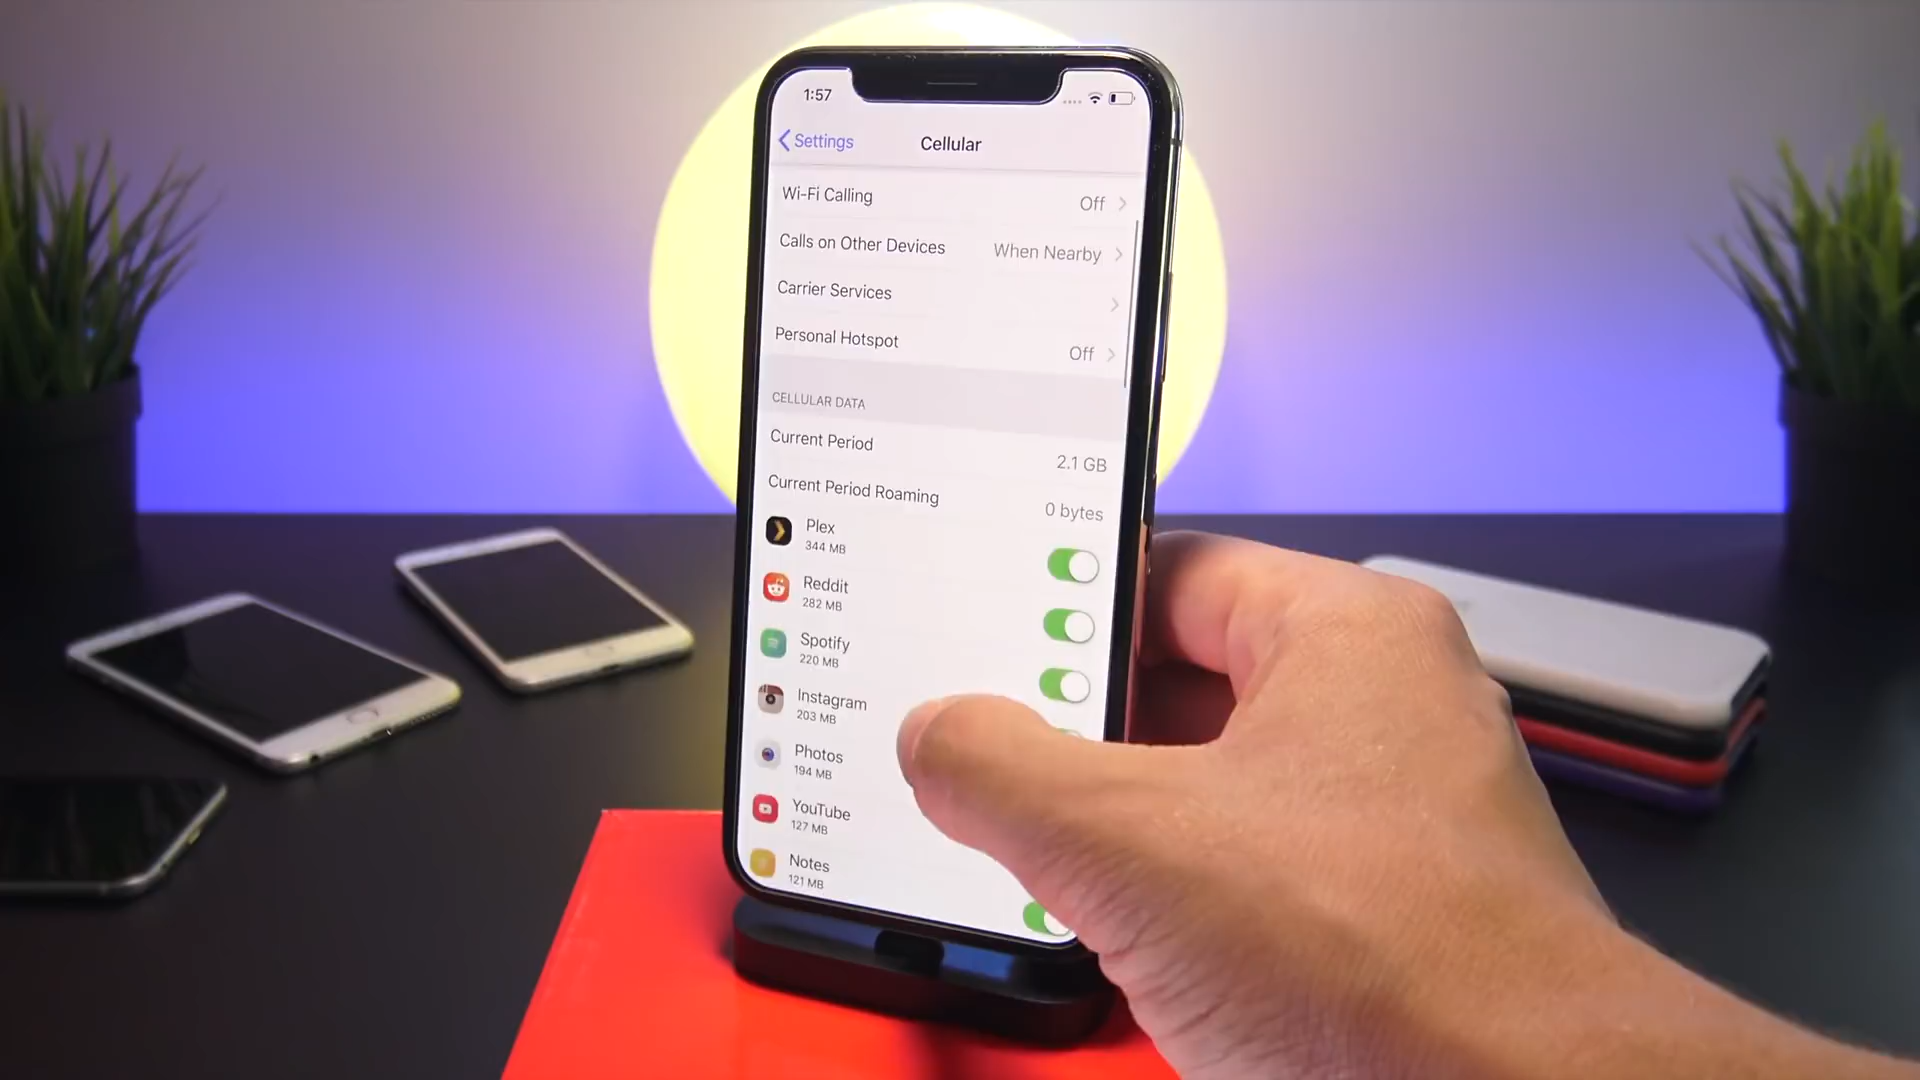 1:57
Settings
Cellular
Wi-Fi Calling Off
Calls on Other Devices When Nearby
Carrier Services
Personal Hotspot Off
CELLULAR DATA
Current Period 2.1 GB
Current Period Roaming 0 bytes
Plex
344 MB
Reddit
282 MB
Spotify
220 MB
Instagram
203 MB
Photos
194 MB
YouTube
127 MB
Notes
121 MB